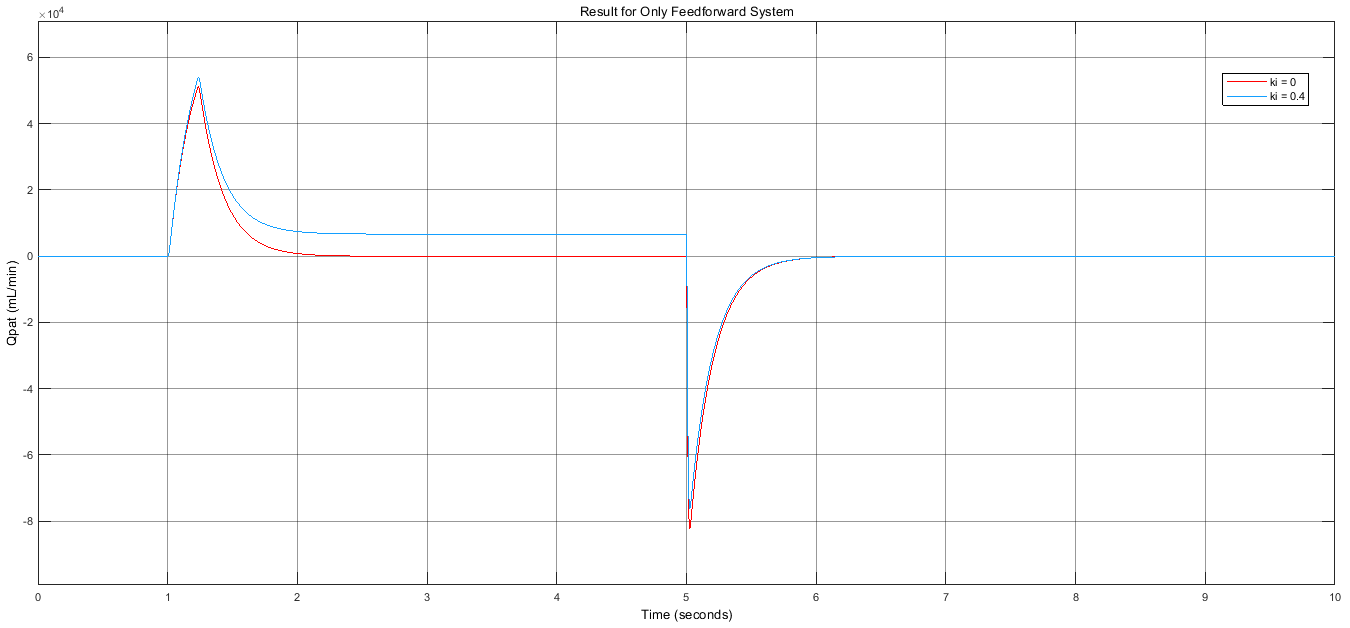 Result for Only Feedforward System
×10^4
6
4
2
0
-2
-4
-6
-8
Qpat (mL/min)
ki = 0
ki = 0.4
0 1 2 3 4 5 6 7 8 9 10
Time (seconds)